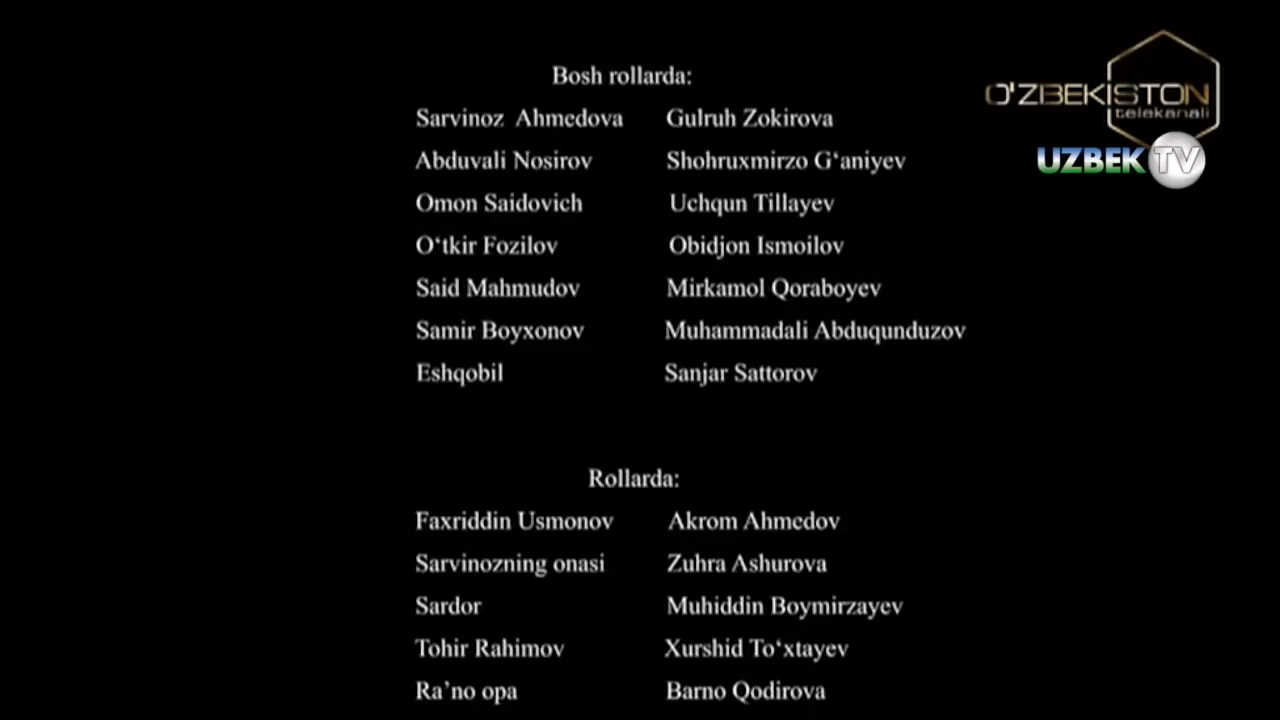 Bosh rollarda:
Sarvinoz Ahmedova Gulruh Zokirova
Abduvali Nosirov Shohruxmirzo G‘aniyev
Omon Saidovich Uchqun Tillayev
O‘tkir Fozilov Obidjon Ismoilov
Said Mahmudov Mirkamol Qoraboyev
Samir Boyxonov Muhammadali Abduqunduzov
Eshqobil Sanjar Sattorov
Rollarda:
Faxriddin Usmonov Akrom Ahmedov
Sarvinozning onasi Zuhra Ashurova
Sardor Muhiddin Boymirzayev
Tohir Rahimov Xurshid To‘xtayev
Ra’no opa Barno Qodirova
O'ZBEKISTON
telekanali
UZBEK TV